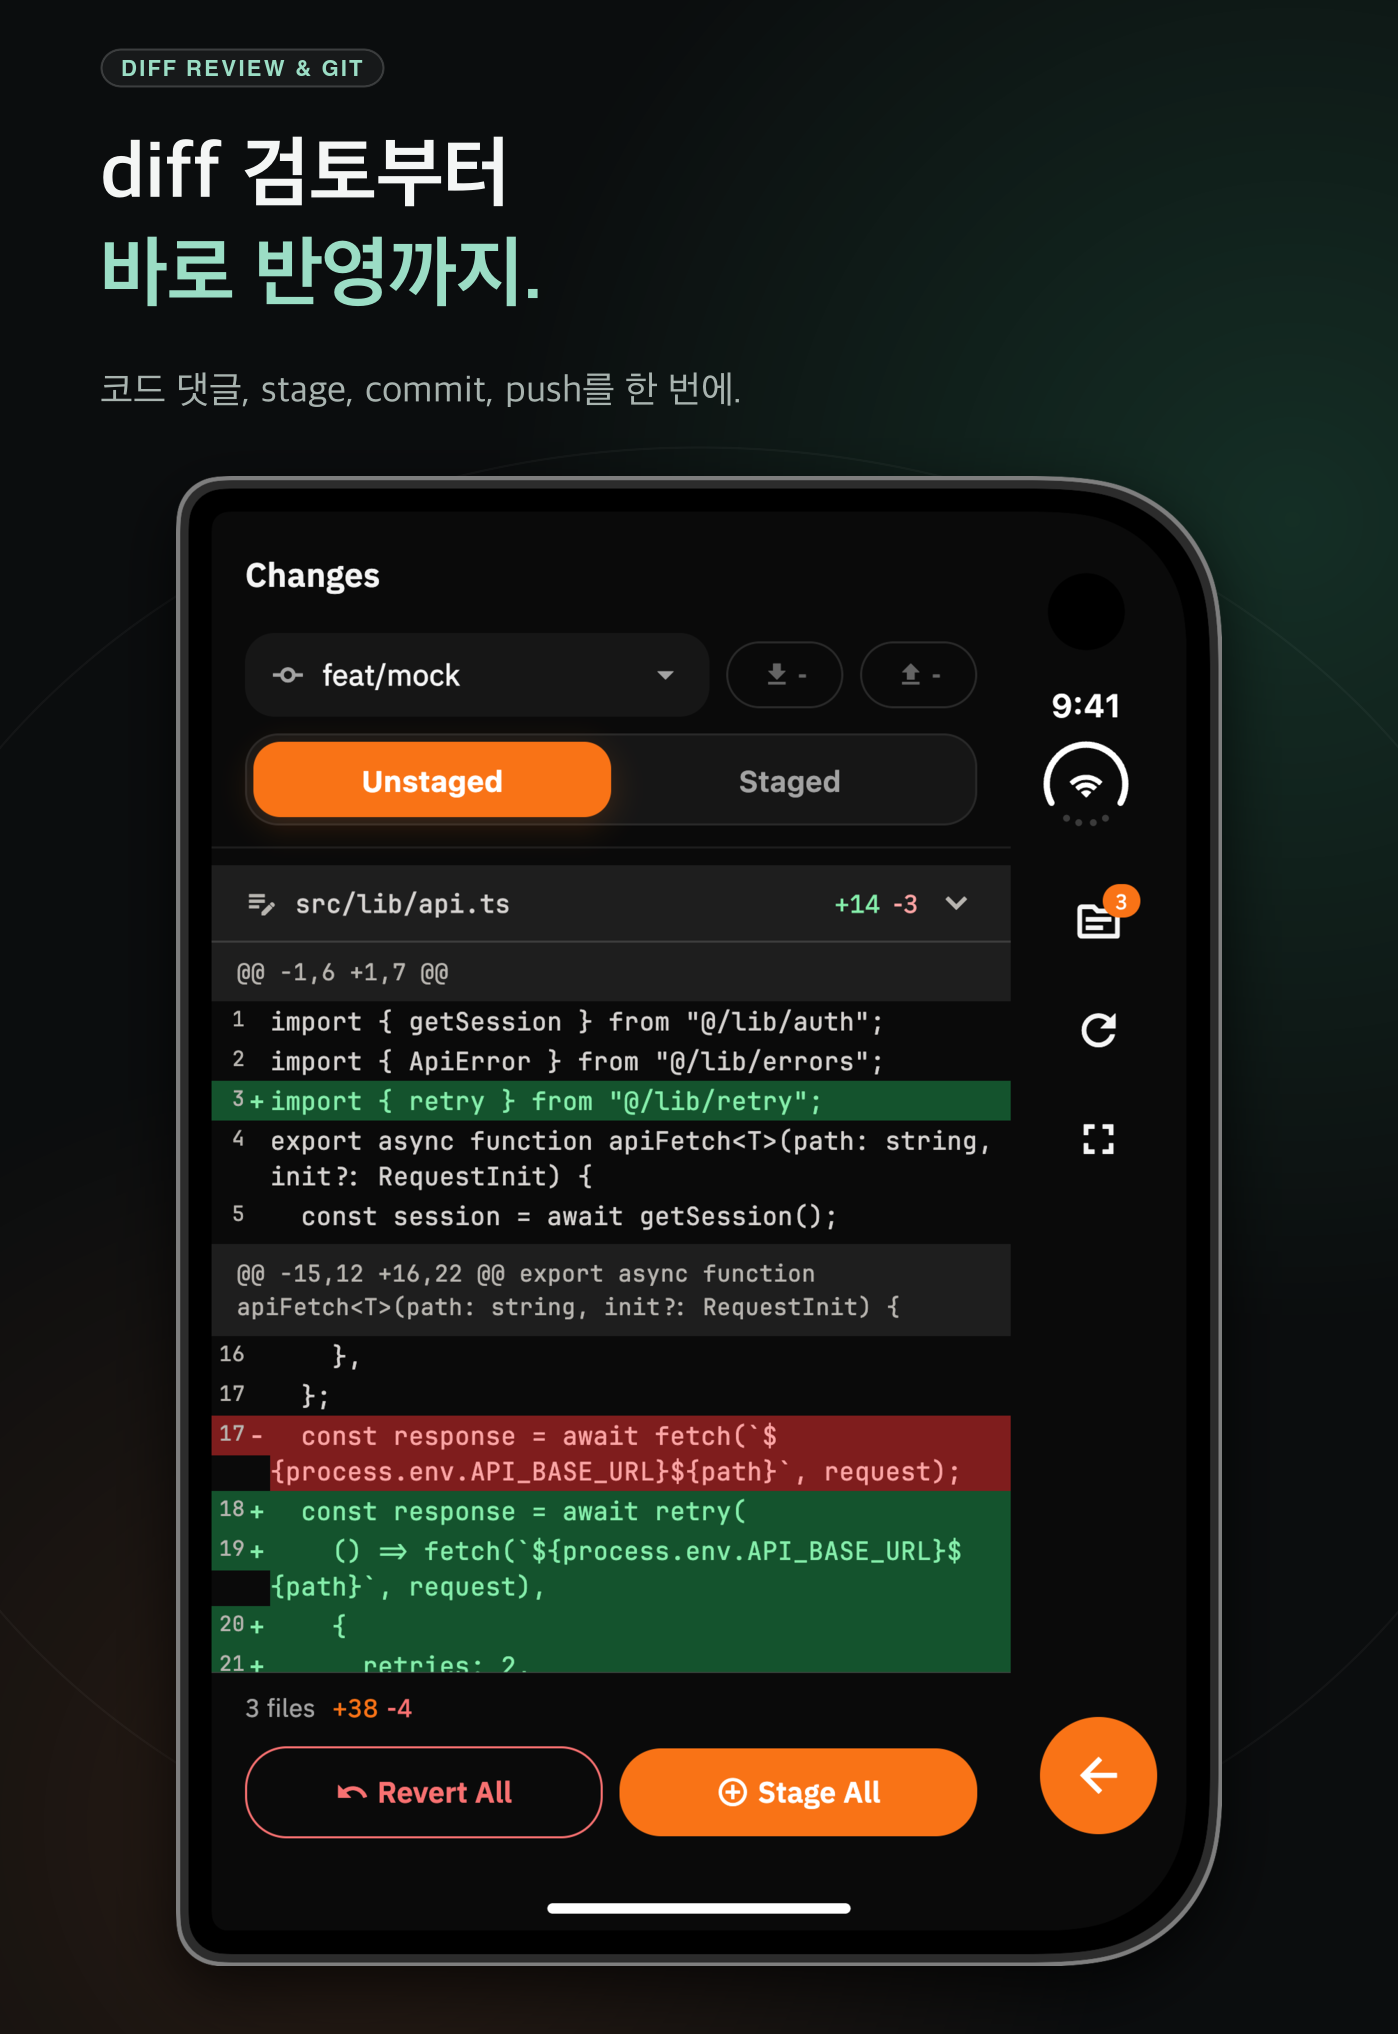 DIFF REVIEW & GIT
diff 검토부터
바로 반영까지.
코드 댓글, stage, commit, push를 한 번에.
Changes
feat/mock
-
-
9:41
Unstaged
Staged
3
src/lib/api.ts
+14 -3
@@ -1,6 +1,7 @@
1 import { getSession } from "@/lib/auth";
2 import { ApiError } from "@/lib/errors";
3 + import { retry } from "@/lib/retry";
4 export async function apiFetch<T>(path: string,
init?: RequestInit) {
5 const session = await getSession();
@@ -15,12 +16,22 @@ export async function
apiFetch<T>(path: string, init?: RequestInit) {
16 },
17 };
17 - const response = await fetch(`$
{process.env.API_BASE_URL}${path}`, request);
18 + const response = await retry(
19 + () => fetch(`${process.env.API_BASE_URL}$
{path}`, request),
20 + {
21 + retries: 2,
3 files +38 -4
Revert All
Stage All